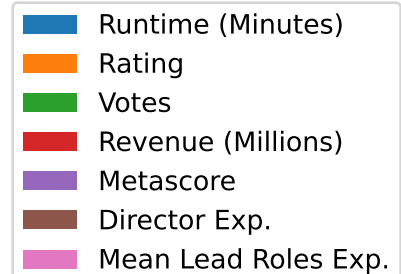 Runtime (Minutes)
Rating
Votes
Revenue (Millions)
Metascore
Director Exp.
Mean Lead Roles Exp.